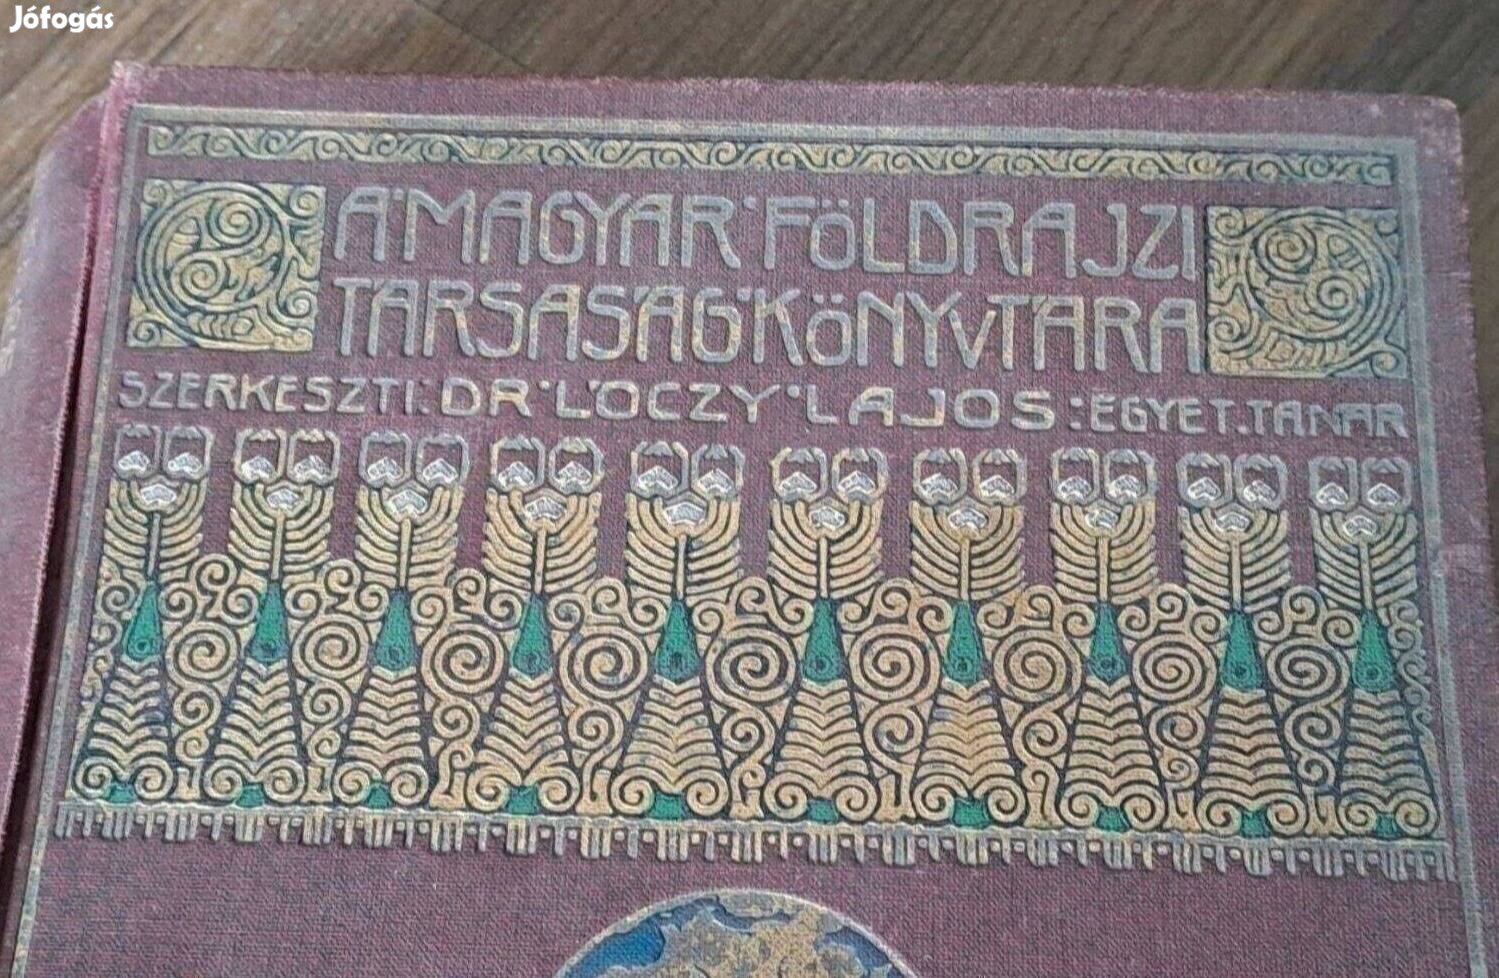 Jófogás
A MAGYAR FÖLDRAJZI
TÁRSASÁG KÖNYVTÁRA
SZERKESZTI: DR LÓCZY LAJOS: EGYET. TANÁR